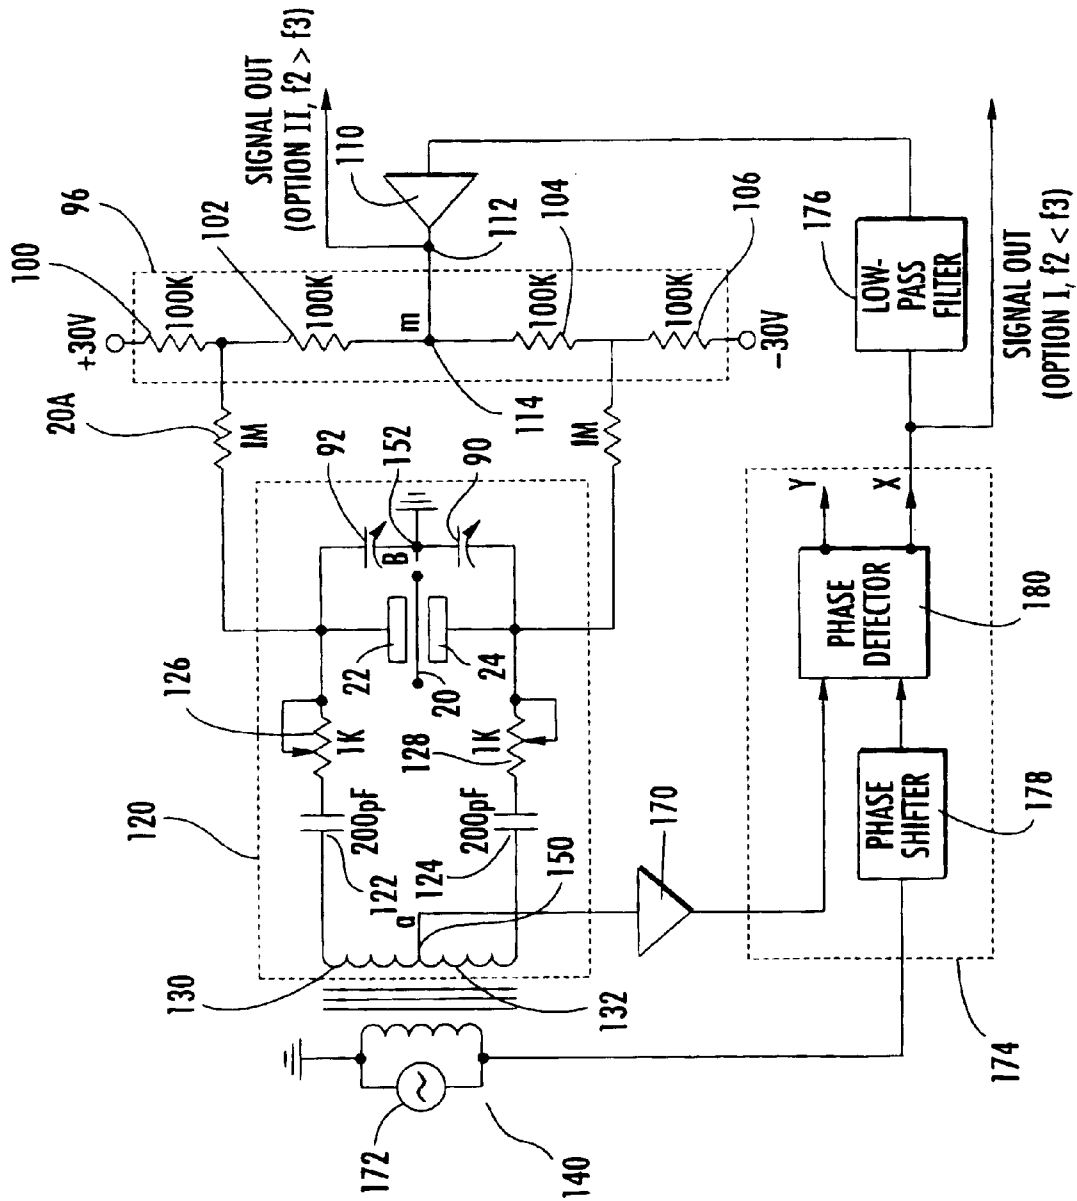 96
100
102
+30V
100K
100K
m
100K
100K
-30V
104
106
114
112
110
SIGNAL OUT
(OPTION II, f2 > f3)
20A
1M
1M
92
152
90
B
22
24
20
126
1K
128
1K
120
200pF
122
200pF
124
a
150
130
132
170
172
140
174
176
LOW-
PASS
FILTER
SIGNAL OUT
(OPTION I, f2 < f3)
Y
X
PHASE
DETECTOR
180
PHASE
SHIFTER
178